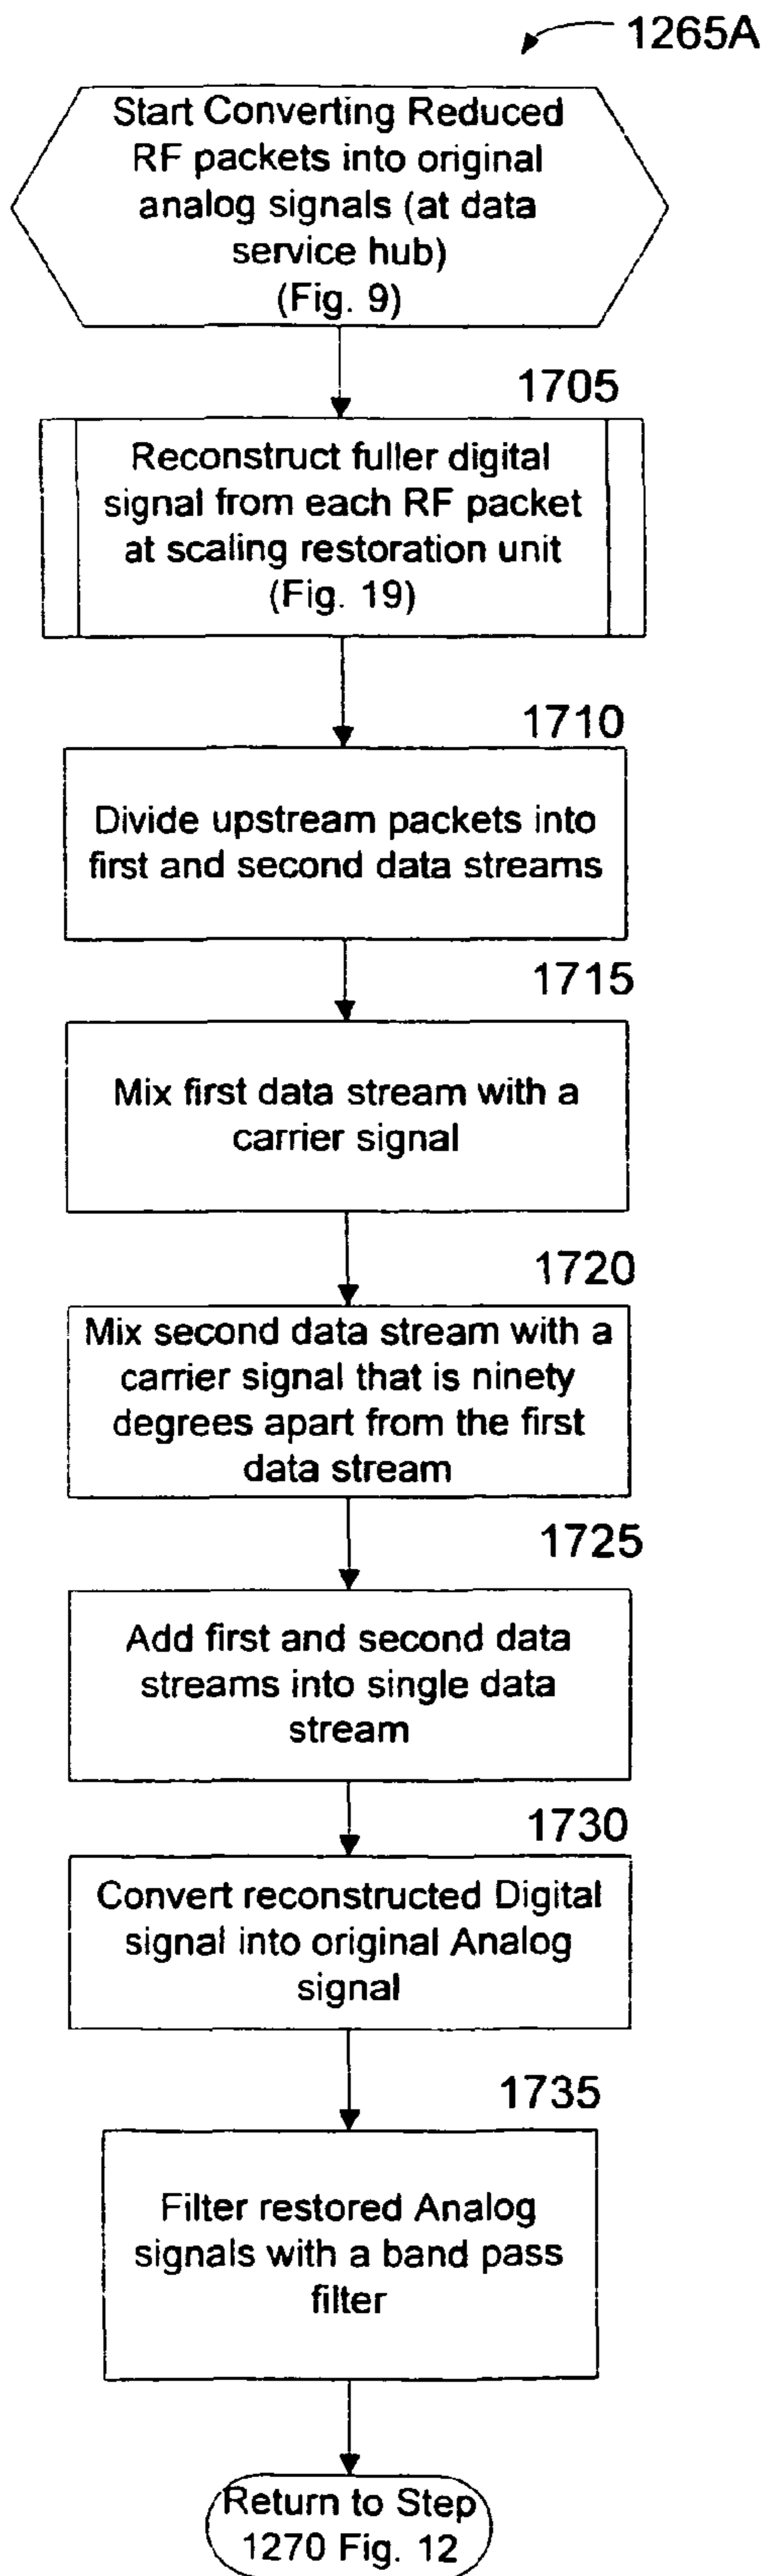 1265A
Start Converting Reduced
RF packets into original
analog signals (at data
service hub)
(Fig. 9)
1705
Reconstruct fuller digital
signal from each RF packet
at scaling restoration unit
(Fig. 19)
1710
Divide upstream packets into
first and second data streams
1715
Mix first data stream with a
carrier signal
1720
Mix second data stream with a
carrier signal that is ninety
degrees apart from the first
data stream
1725
Add first and second data
streams into single data
stream
1730
Convert reconstructed Digital
signal into original Analog
signal
1735
Filter restored Analog
signals with a band pass
filter
Return to Step
1270 Fig. 12